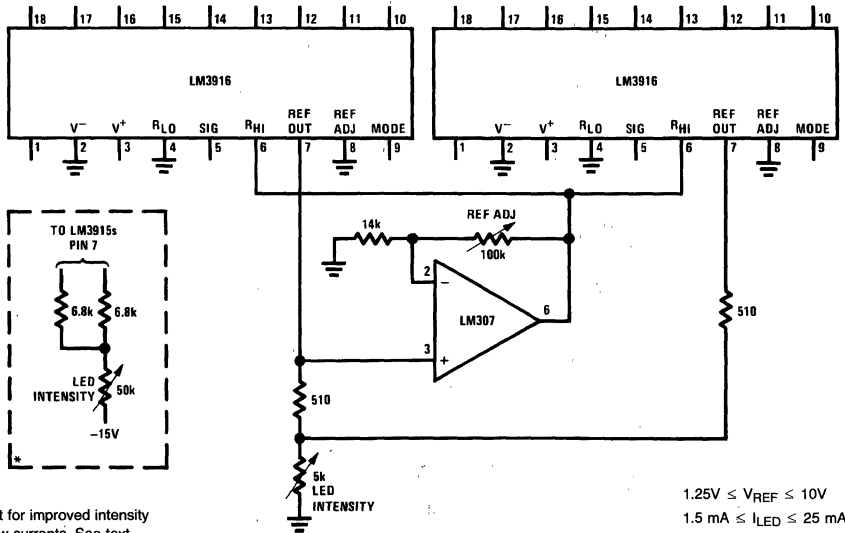 18 17 16 15 14 13 12 11 10
LM3916
V⁻ V⁺ RLO SIG RHI REF OUT REF ADJ MODE
1 2 3 4 5 6 7 8 9
18 17 16 15 14 13 12 11 10
LM3916
V⁻ V⁺ RLO SIG RHI REF OUT REF ADJ MODE
1 2 3 4 5 6 7 8 9
TO LM3915s
PIN 7
6.8k 6.8k
LED
INTENSITY
50k
−15V
*
14k
REF ADJ
100k
2
−
LM307
6
3
+
510
510
5k
LED
INTENSITY
1.25V ≤ VREF ≤ 10V
1.5 mA ≤ ILED ≤ 25 mA
t for improved intensity
currents. See text